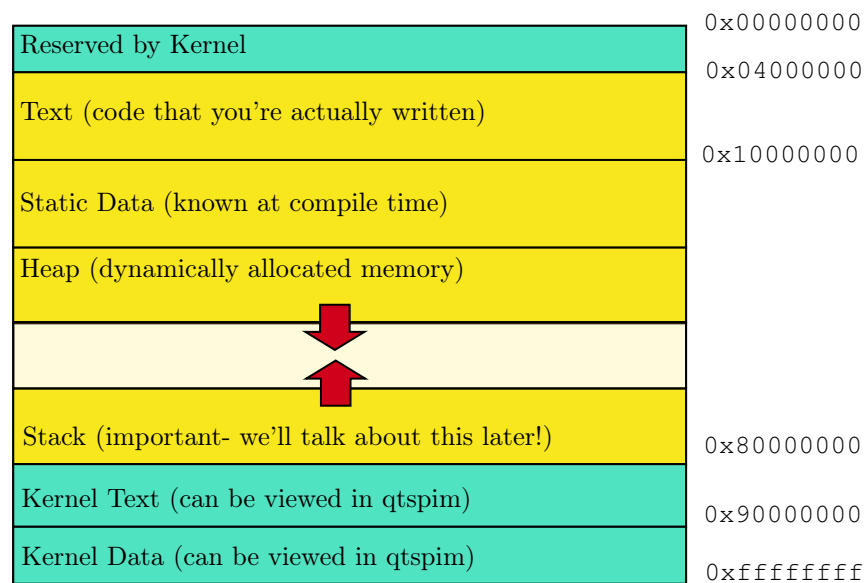 0x00000000
Reserved by Kernel
0x04000000
Text (code that you're actually written)
0x10000000
Static Data (known at compile time)
Heap (dynamically allocated memory)
Stack (important- we'll talk about this later!)
0x80000000
Kernel Text (can be viewed in qtspim)
0x90000000
Kernel Data (can be viewed in qtspim)
0xffffffff